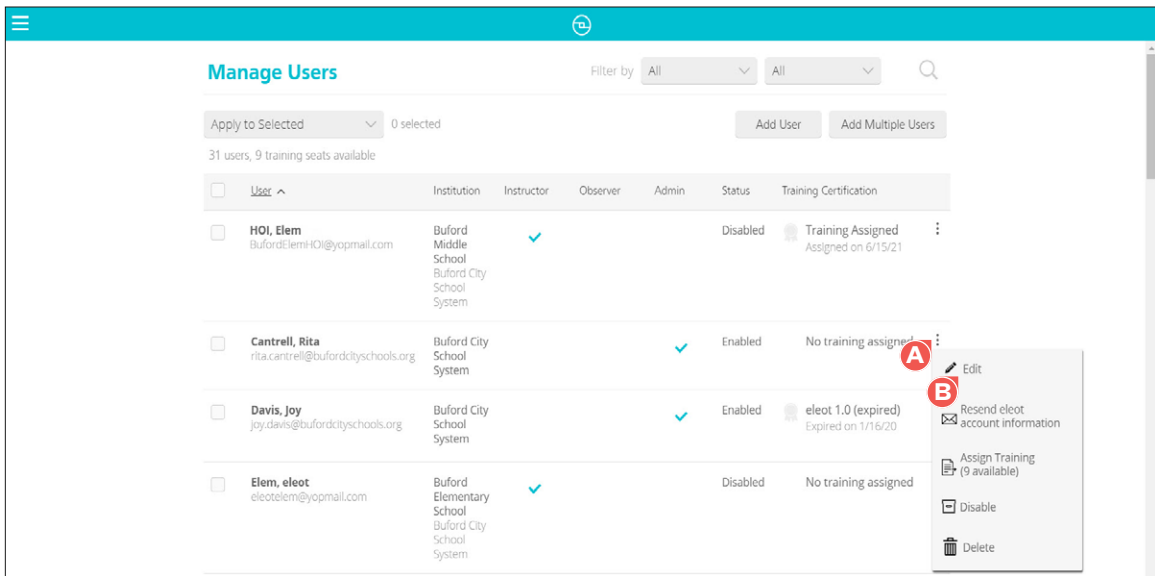 Manage Users
Filter by All All
Apply to Selected 0 selected
Add User Add Multiple Users
31 users, 9 training seats available
User Institution Instructor Observer Admin Status Training Certification
HOI, Elem
BufordElemHOI@yopmail.com
Buford
Middle
School
Buford City
School
System
Disabled
Training Assigned
Assigned on 6/15/21
Cantrell, Rita
rita.cantrell@bufordcityschools.org
Buford City
School
System
Enabled
No training assigned
A
Edit
B
Resend eleot
account information
Assign Training
(9 available)
Disable
Delete
Davis, Joy
joy.davis@bufordcityschools.org
Buford City
School
System
Enabled
eleot 1.0 (expired)
Expired on 1/16/20
Elem, eleot
eleotelem@yopmail.com
Buford
Elementary
School
Buford City
School
System
Disabled
No training assigned